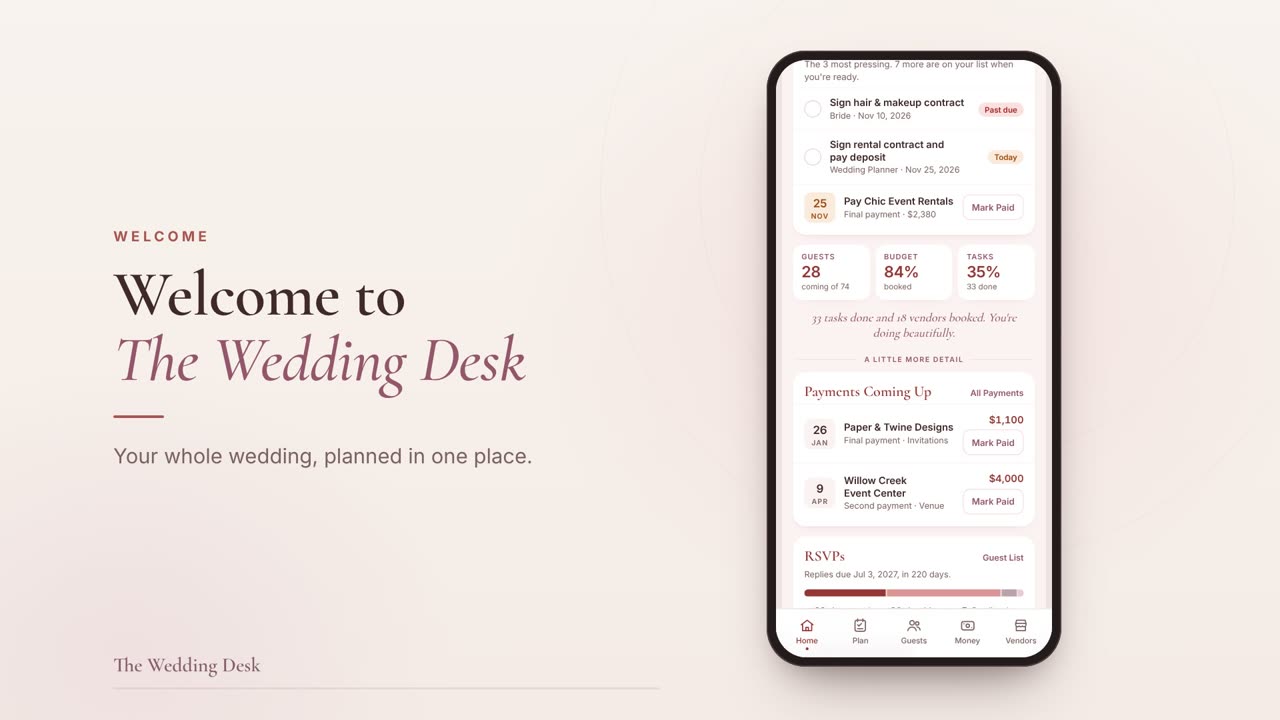 WELCOME
Welcome to
The Wedding Desk
Your whole wedding, planned in one place.
The Wedding Desk
The 3 most pressing. 7 more are on your list when
you're ready.
Sign hair & makeup contract
Bride · Nov 10, 2026
Past due
Sign rental contract and
pay deposit
Wedding Planner · Nov 25, 2026
Today
25
NOV
Pay Chic Event Rentals
Final payment · $2,380
Mark Paid
GUESTS
28
coming of 74
BUDGET
84%
booked
TASKS
35%
33 done
33 tasks done and 18 vendors booked. You're
doing beautifully.
A LITTLE MORE DETAIL
Payments Coming Up
All Payments
26
JAN
Paper & Twine Designs
Final payment · Invitations
$1,100
Mark Paid
9
APR
Willow Creek
Event Center
Second payment · Venue
$4,000
Mark Paid
RSVPs
Guest List
Replies due Jul 3, 2027, in 220 days.
Home
Plan
Guests
Money
Vendors